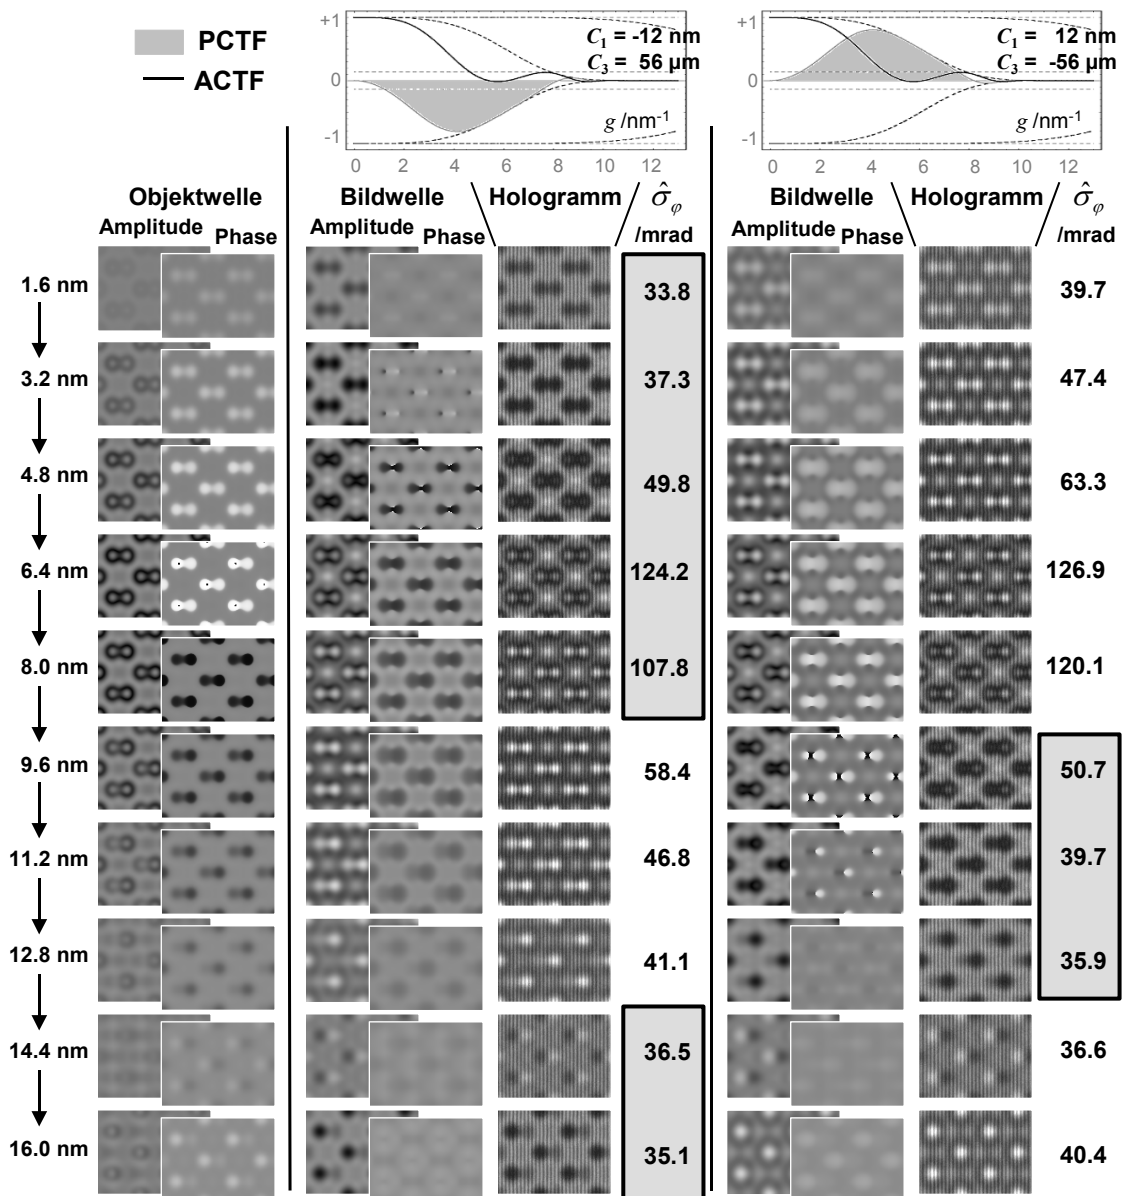 PCTF
ACTF
+1
0
-1
C₁ = -12 nm
C₃ = 56 µm
g /nm⁻¹
0 2 4 6 8 10 12
+1
0
-1
C₁ = 12 nm
C₃ = -56 µm
g /nm⁻¹
0 2 4 6 8 10 12
Objektwelle Bildwelle Hologramm σ̂φ Bildwelle Hologramm σ̂φ
Amplitude Phase Amplitude Phase /mrad Amplitude Phase /mrad
1.6 nm 33.8 39.7
3.2 nm 37.3 47.4
4.8 nm 49.8 63.3
6.4 nm 124.2 126.9
8.0 nm 107.8 120.1
9.6 nm 58.4 50.7
11.2 nm 46.8 39.7
12.8 nm 41.1 35.9
14.4 nm 36.5 36.6
16.0 nm 35.1 40.4